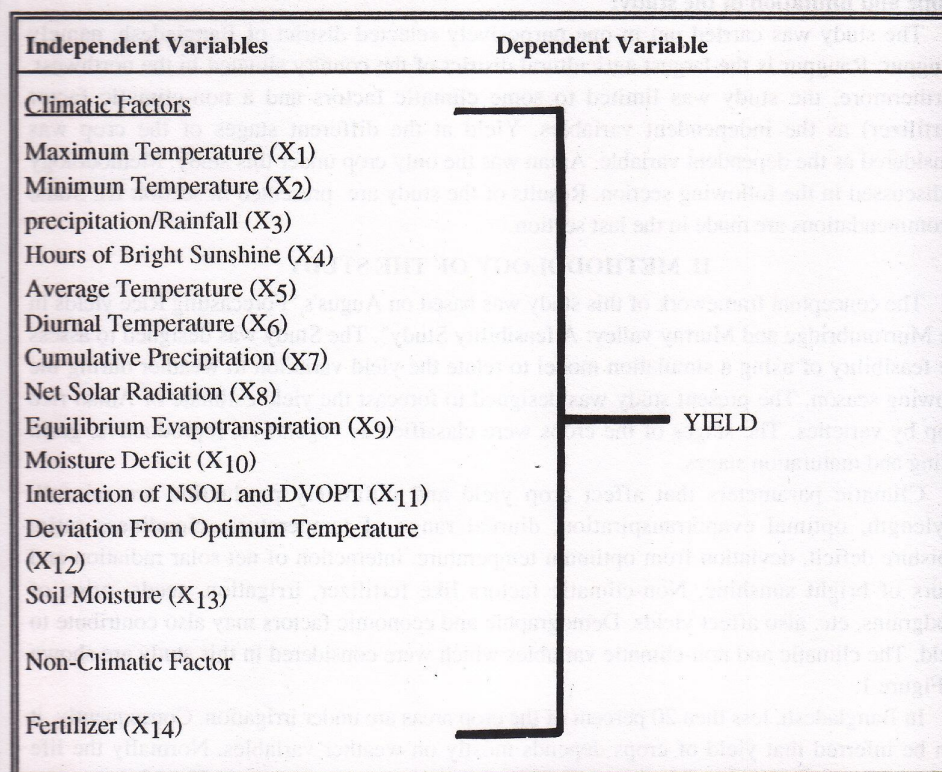 Independent Variables Dependent Variable
Climatic Factors
Maximum Temperature (X1)
Minimum Temperature (X2)
precipitation/Rainfall (X3)
Hours of Bright Sunshine (X4)
Average Temperature (X5)
Diurnal Temperature (X6)
Cumulative Precipitation (X7)
Net Solar Radiation (X8)
Equilibrium Evapotranspiration (X9)
YIELD
Moisture Deficit (X10)
Interaction of NSOL and DVOPT (X-11)
Deviation From Optimum Temperature
(X12)
Soil Moisture (X13)
Non-Climatic Factor
Fertilizer (X14)